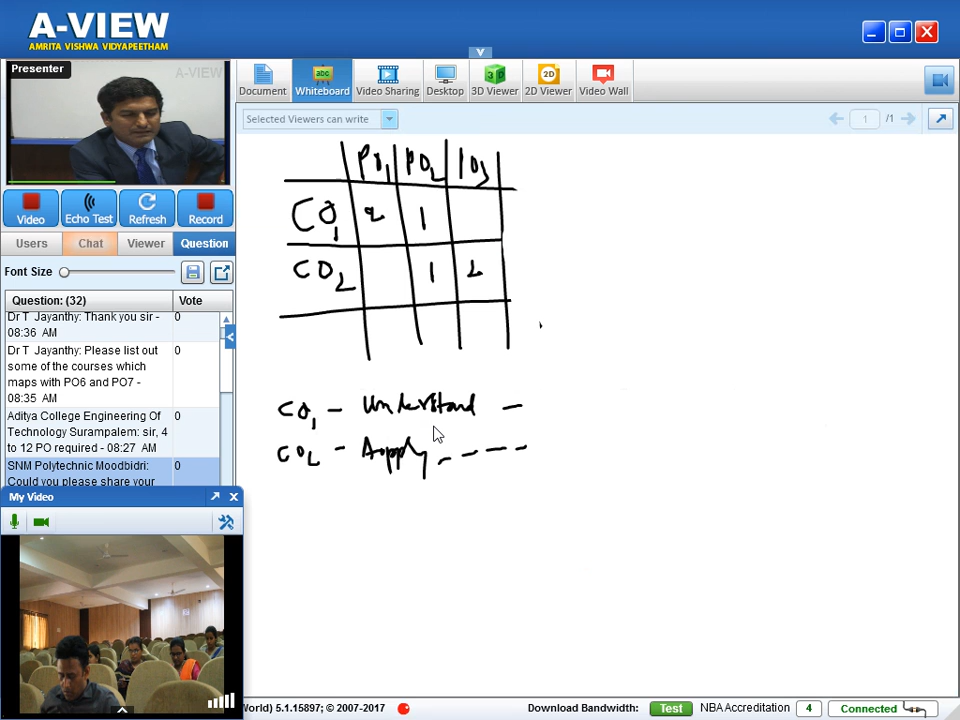 A-VIEW
AMRITA VISHWA VIDYAPEETHAM
v
Presenter
A-VIEW
Document Whiteboard Video Sharing Desktop 3D Viewer 2D Viewer Video Wall
Selected Viewers can write
1 /1
Video Echo Test Refresh Record
Users Chat Viewer Question
Font Size
Question: (32) Vote
Dr T Jayanthy: Thank you sir - 0
08:36 AM
Dr T Jayanthy: Please list out 0
some of the courses which
maps with PO6 and PO7 -
08:35 AM
Aditya College Engineering Of 0
Technology Surampalem: sir, 4
to 12 PO required - 08:27 AM
SNM Polytechnic Moodbidri: 0
Could you please share your
My Video
PO1 PO2 PO3
CO1 2 1
CO2 1 2
CO1 - Understand -
CO2 - Apply - - - -
World) 5.1.15897; © 2007-2017
Download Bandwidth: Test NBA Accreditation 4 Connected